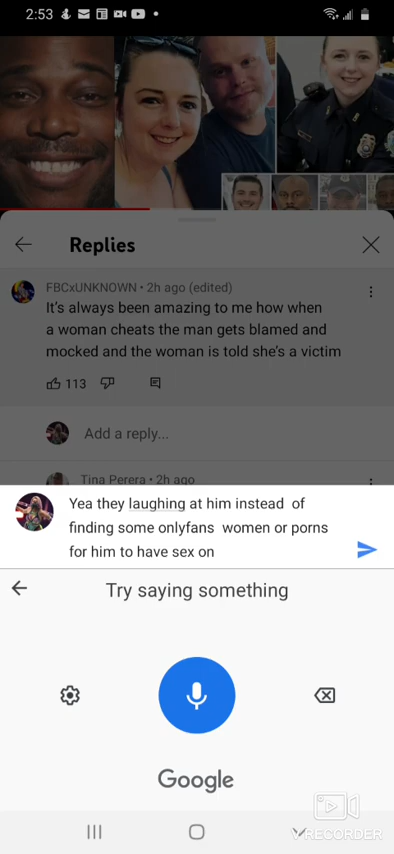 2:53
Replies
FBCxUNKNOWN • 2h ago (edited)
It's always been amazing to me how when
a woman cheats the man gets blamed and
mocked and the woman is told she's a victim
113
Add a reply...
Tina Perera • 2h ago
Yea they laughing at him instead of
finding some onlyfans women or porns
for him to have sex on
Try saying something
Google
V RECORDER